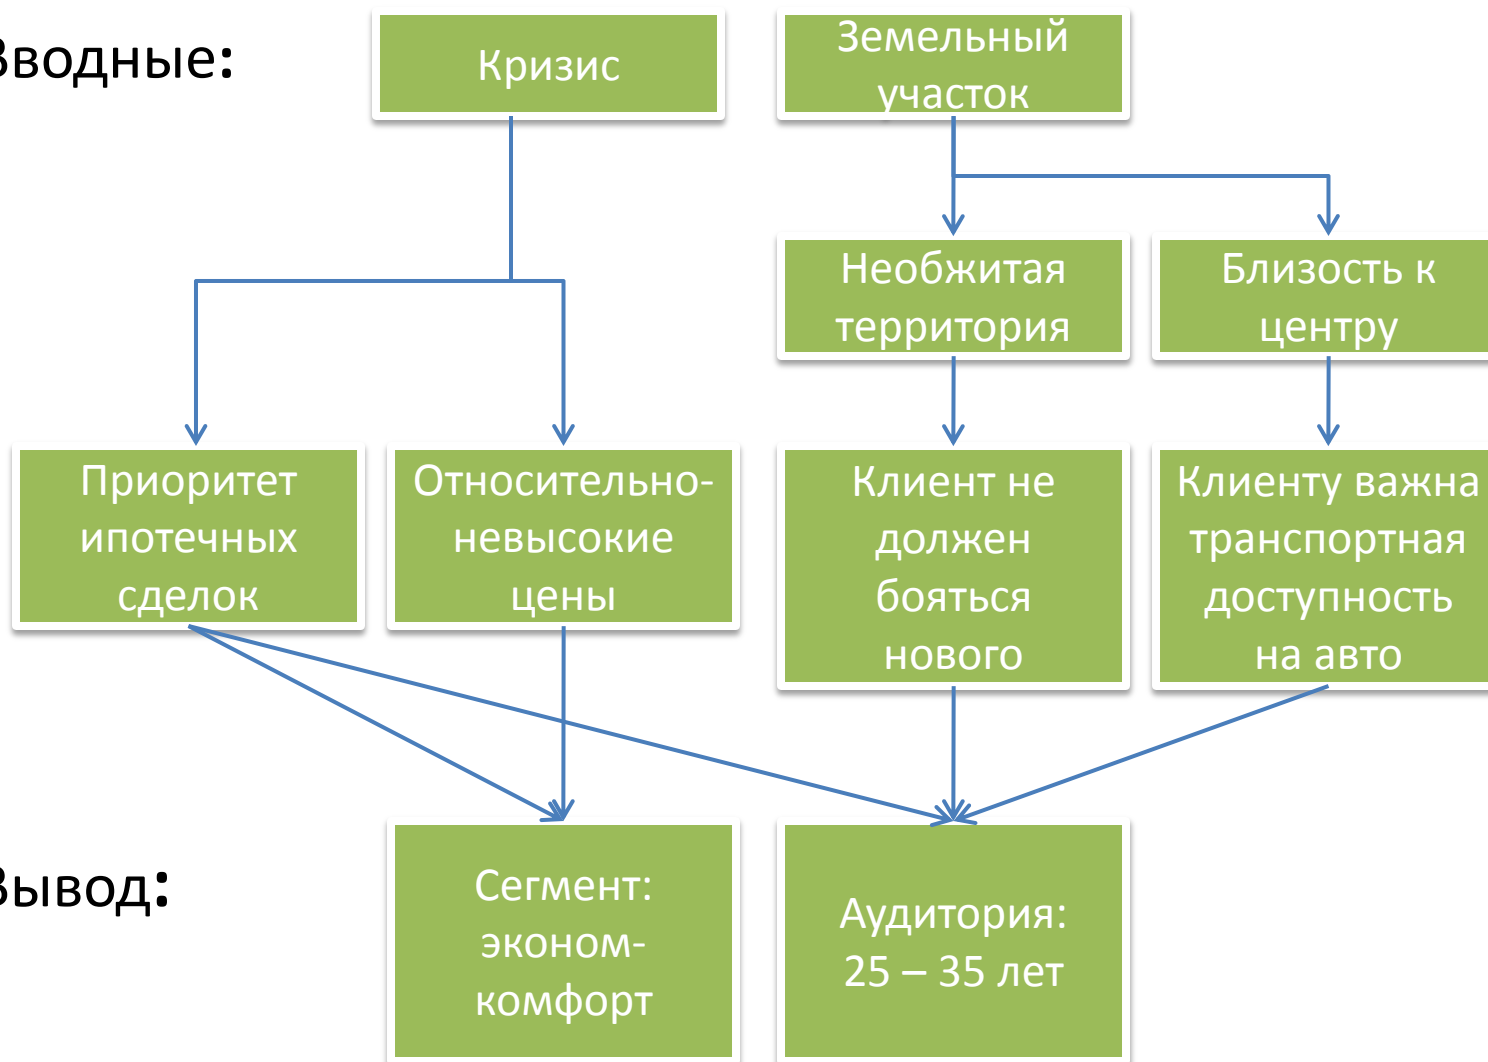 Вводные:
Кризис
Земельный
участок
Необжитая
территория
Близость к
центру
Приоритет
ипотечных
сделок
Относительно-
невысокие
цены
Клиент не
должен
бояться
нового
Клиенту важна
транспортная
доступность
на авто
Вывод:
Сегмент:
эконом-
комфорт
Аудитория:
25 – 35 лет